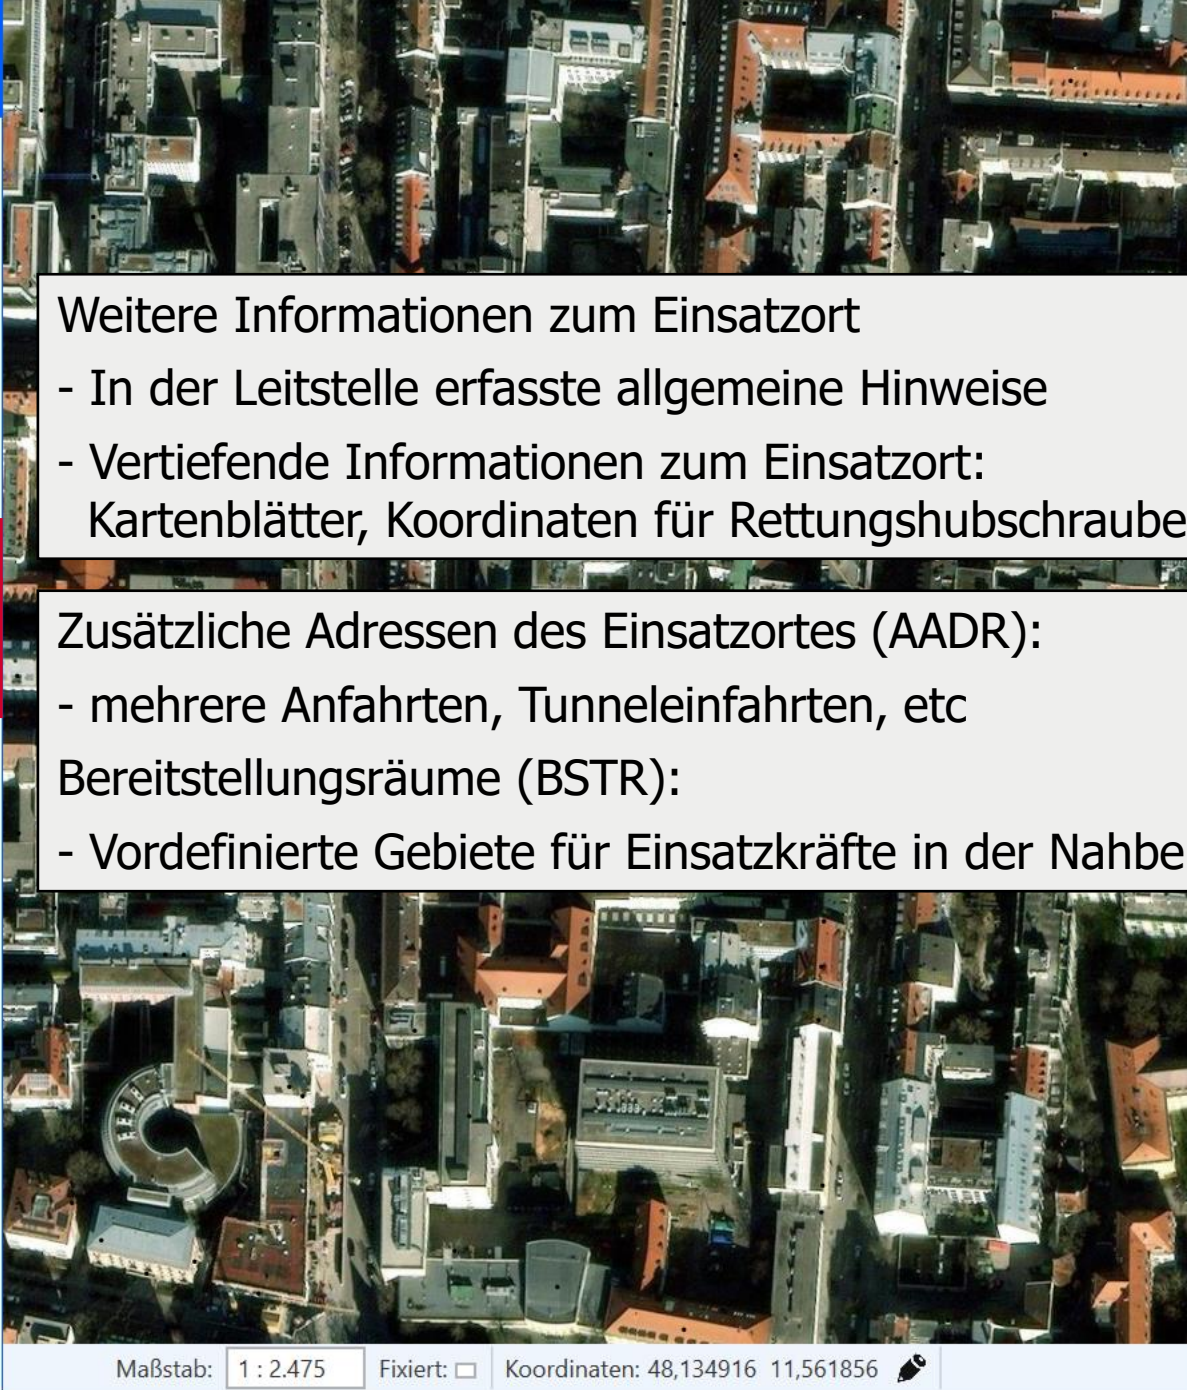 Weitere Informationen zum Einsatzort
- In der Leitstelle erfasste allgemeine Hinweise
- Vertiefende Informationen zum Einsatzort:
Kartenblätter, Koordinaten für Rettungshubschraube
Zusätzliche Adressen des Einsatzortes (AADR):
- mehrere Anfahrten, Tunneleinfahrten, etc
Bereitstellungsräume (BSTR):
- Vordefinierte Gebiete für Einsatzkräfte in der Nahbe
Maßstab: 1 : 2.475 Fixiert: Koordinaten: 48,134916 11,561856